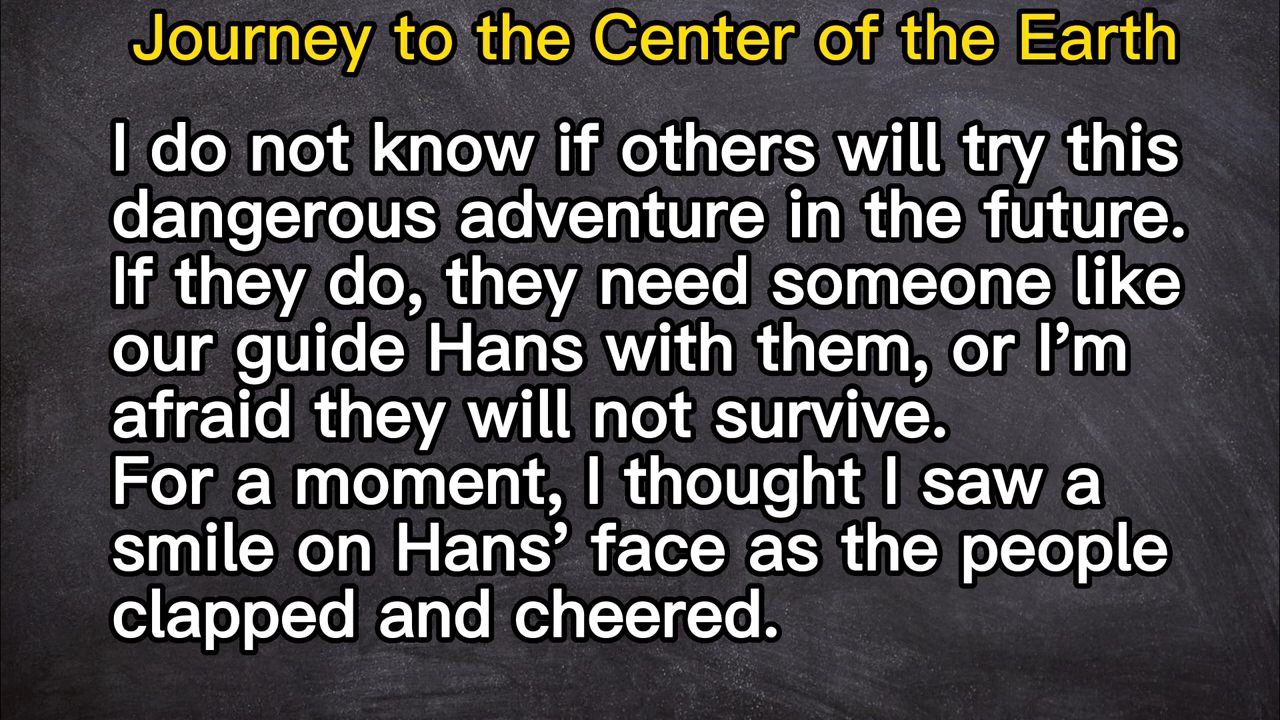 Journey to the Center of the Earth
I do not know if others will try this
dangerous adventure in the future.
If they do, they need someone like
our guide Hans with them, or I’m
afraid they will not survive.
For a moment, I thought I saw a
smile on Hans’ face as the people
clapped and cheered.